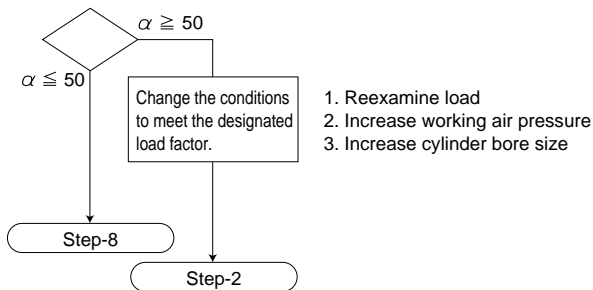 α ≧ 50
α ≦ 50
Change the conditions
to meet the designated
load factor.
1. Reexamine load
2. Increase working air pressure
3. Increase cylinder bore size
Step-8
Step-2